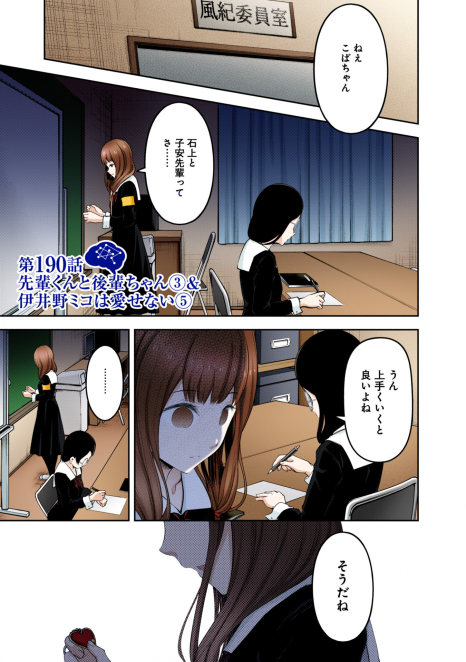 風紀委員室
ねえ
こばちゃん
石上と
子安先輩って
さ……
第190話
先輩くんと後輩ちゃん③&
伊井野ミコは愛せない⑤
うん
上手くいくと
良いよね
………
そうだね